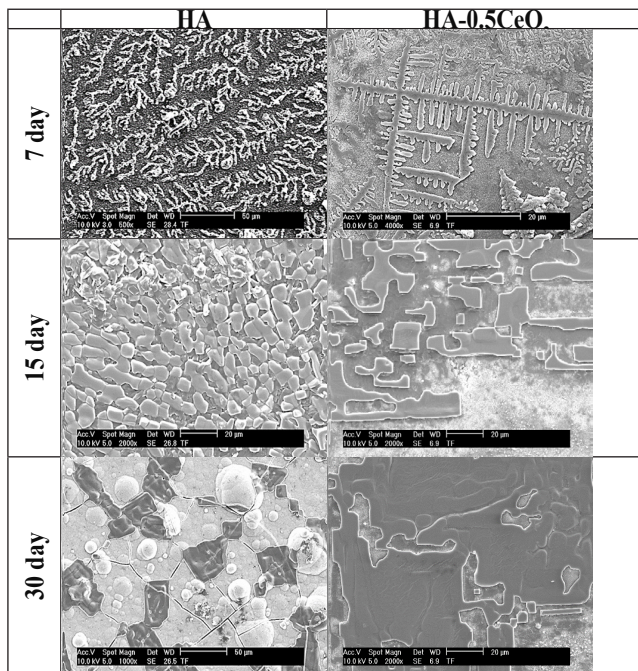 HA HA-0.5CeO₂
7 day
Acc.V Spot Magn Det WD 50 µm
10.0 kV 3.0 500x SE 28.4 TF
Acc.V Spot Magn Det WD 20 µm
10.0 kV 5.0 4000x SE 6.9 TF
15 day
Acc.V Spot Magn Det WD 20 µm
10.0 kV 5.0 2000x SE 26.8 TF
Acc.V Spot Magn Det WD 20 µm
10.0 kV 5.0 2000x SE 6.9 TF
30 day
Acc.V Spot Magn Det WD 50 µm
10.0 kV 5.0 1000x SE 26.5 TF
Acc.V Spot Magn Det WD 20 µm
10.0 kV 5.0 2000x SE 6.9 TF